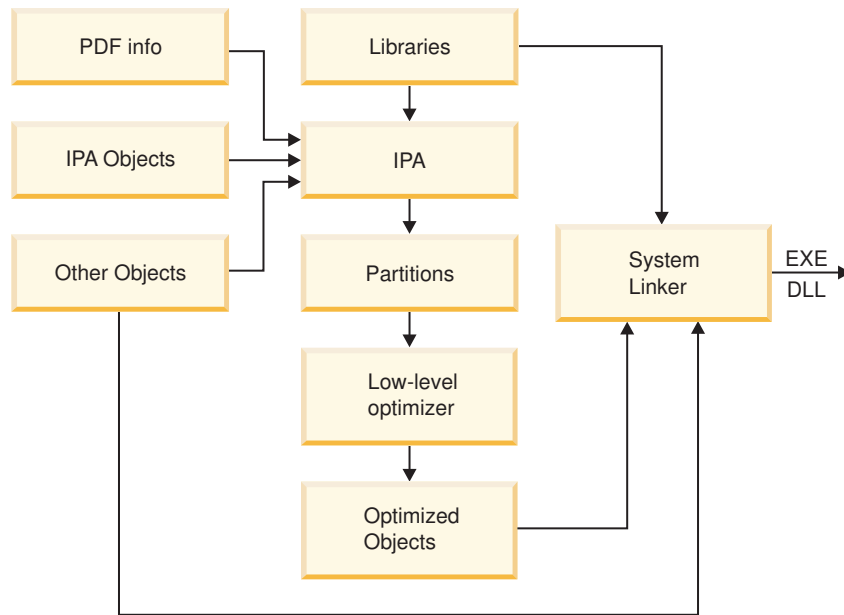 PDF info
Libraries
IPA Objects
IPA
Other Objects
Partitions
System
Linker
EXE
DLL
Low-level
optimizer
Optimized
Objects